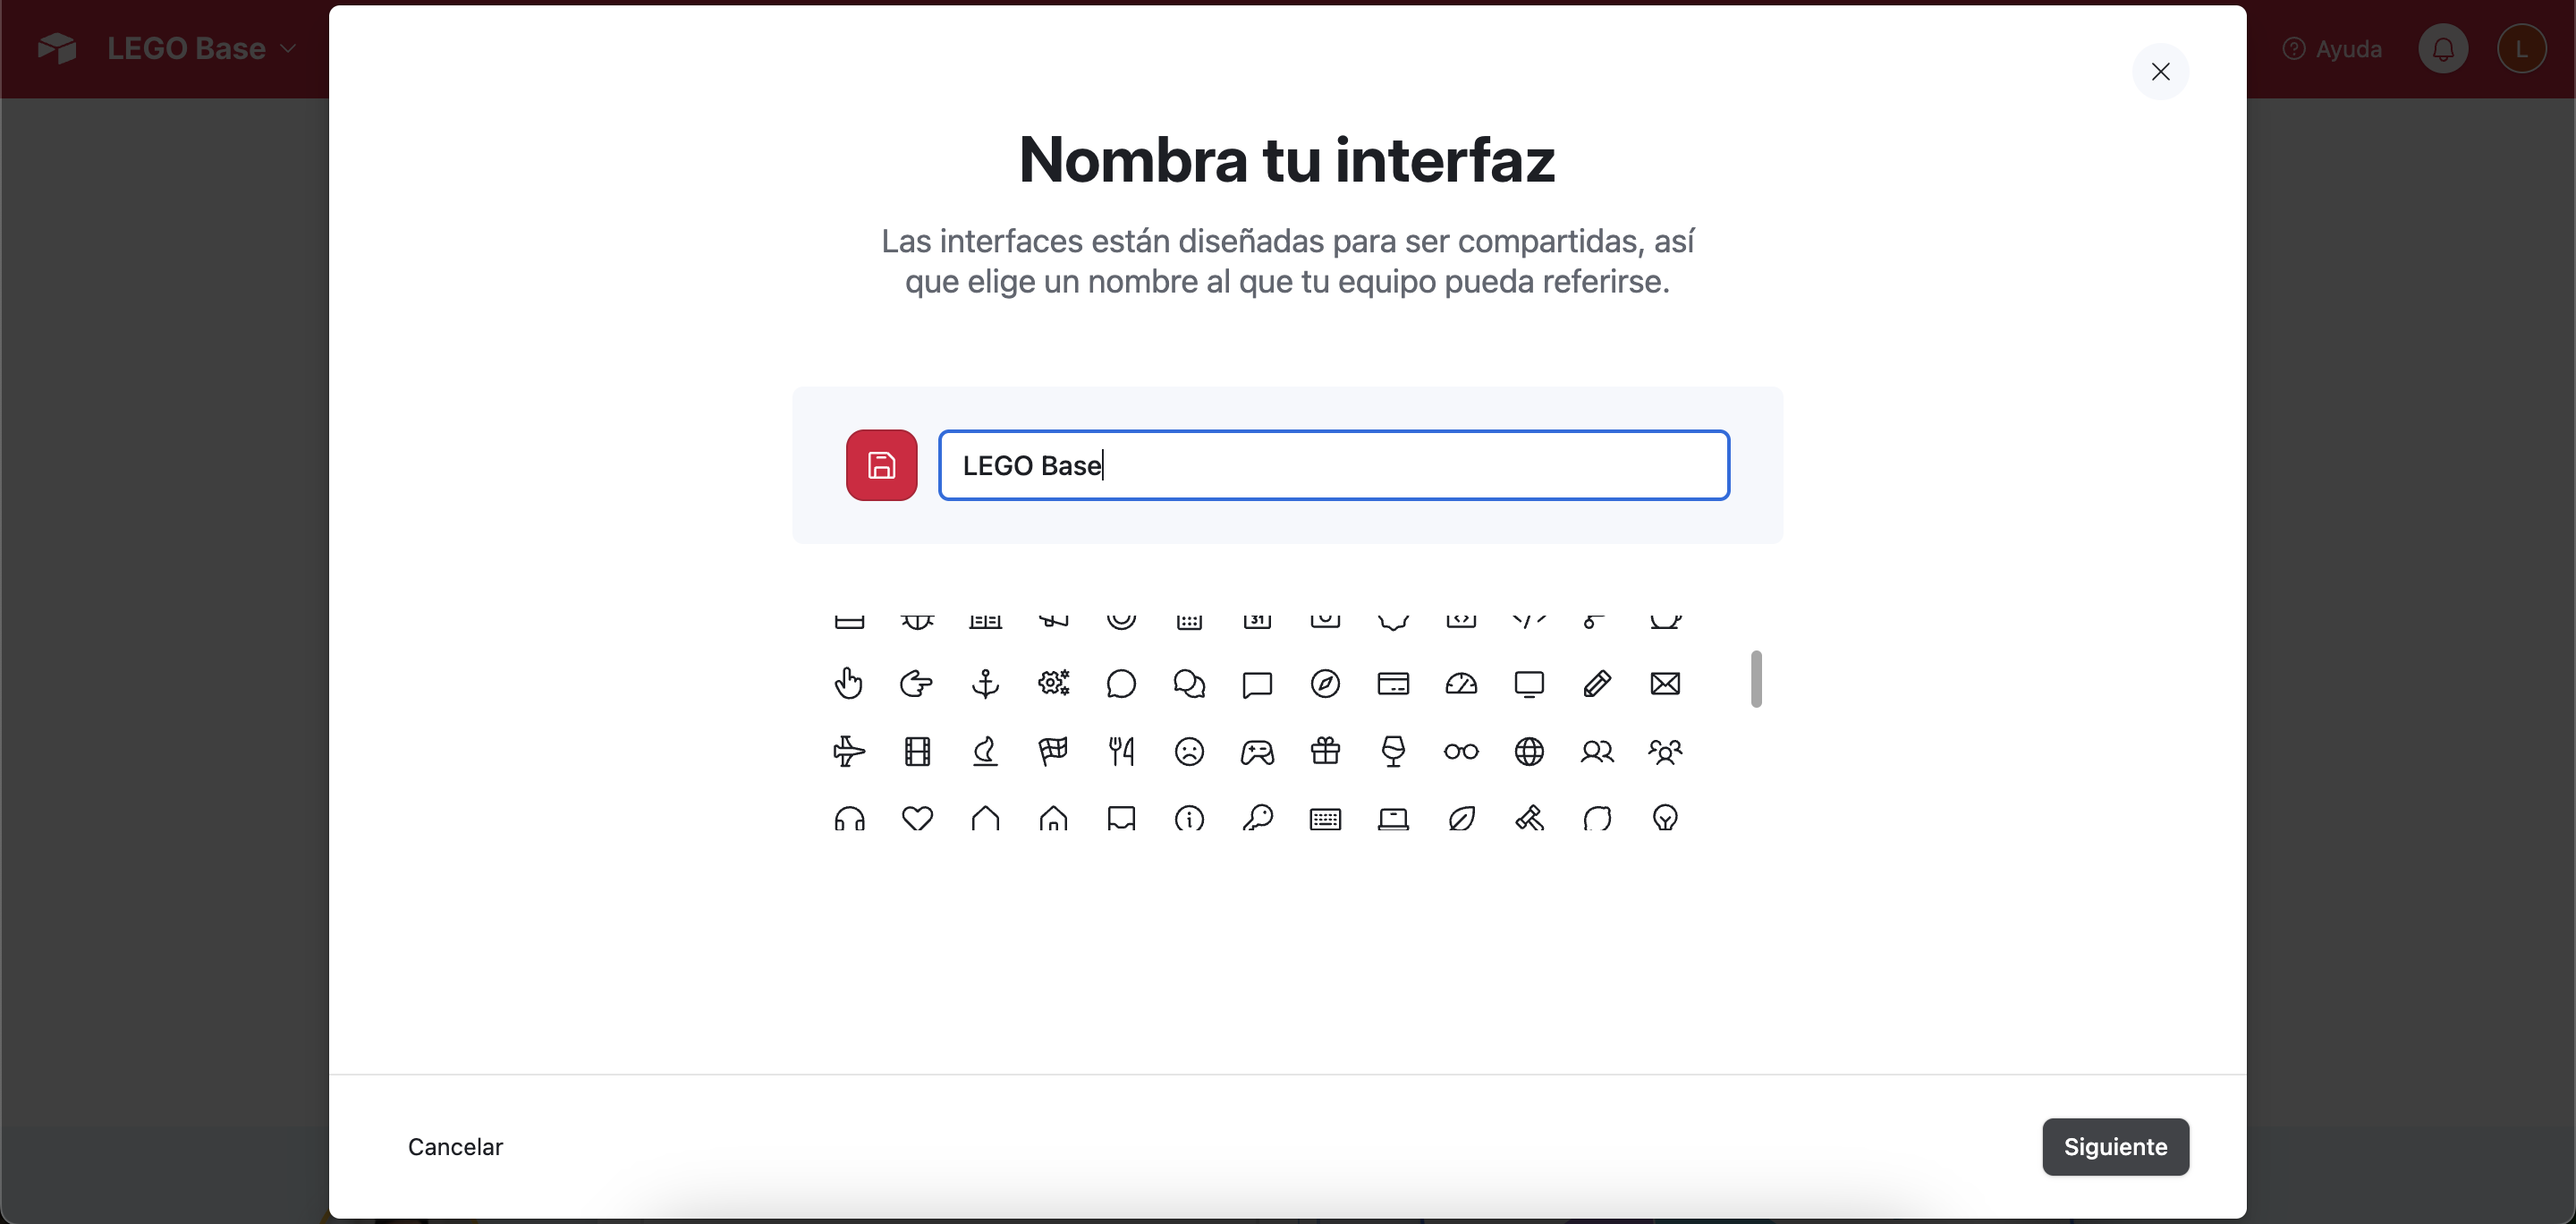 LEGO Base
Ayuda
L
Nombra tu interfaz
Las interfaces están diseñadas para ser compartidas, así
que elige un nombre al que tu equipo pueda referirse.
LEGO Base
31
Cancelar
Siguiente